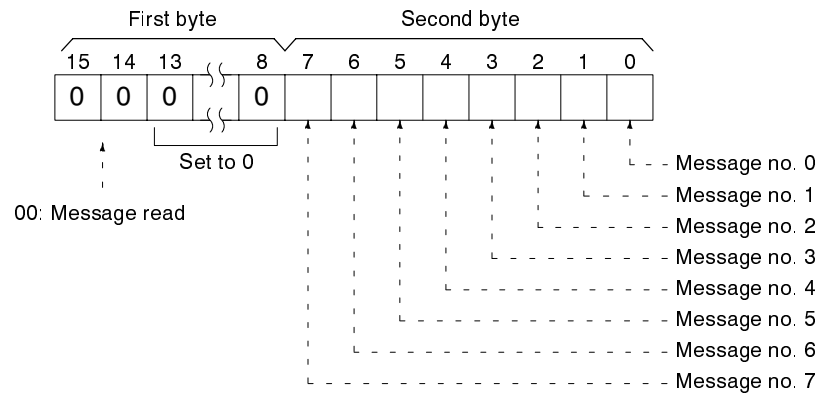 First byte Second byte
15 14 13 8 7 6 5 4 3 2 1 0
0 0 0 0
Set to 0
00: Message read
Message no. 0
Message no. 1
Message no. 2
Message no. 3
Message no. 4
Message no. 5
Message no. 6
Message no. 7